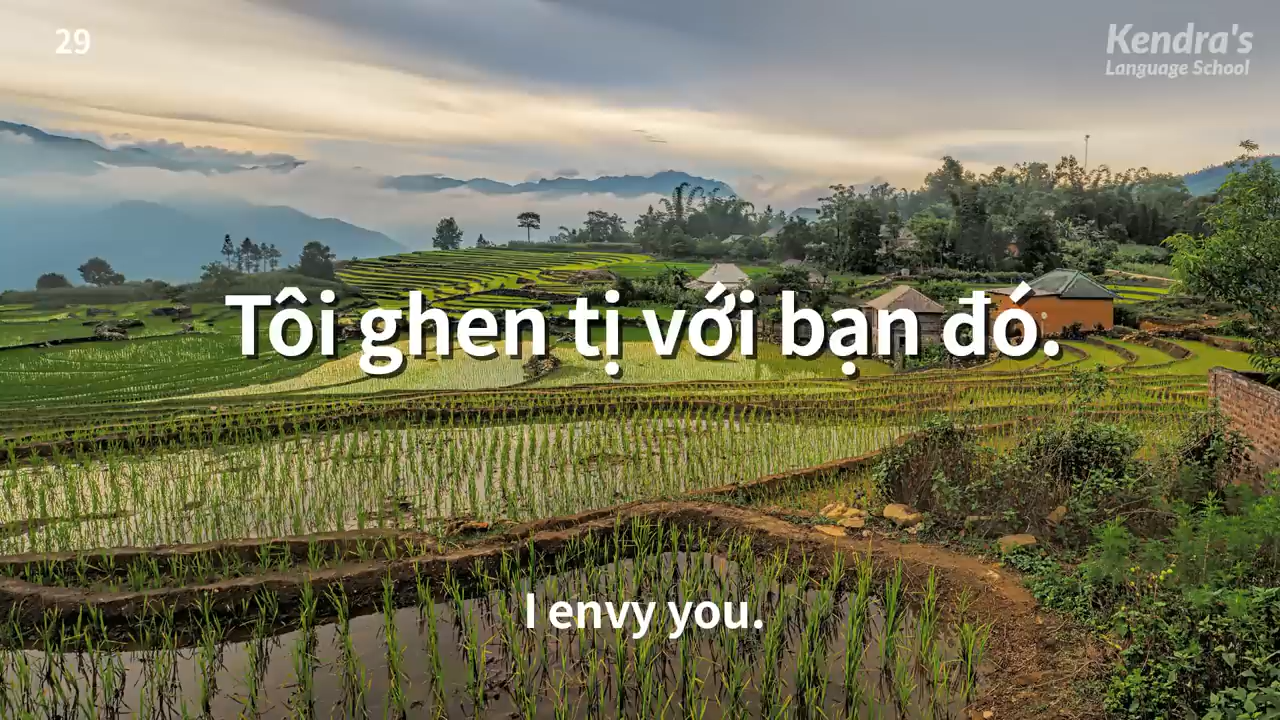 29
Kendra's
Language School
Tôi ghen tị với bạn đó.
I envy you.